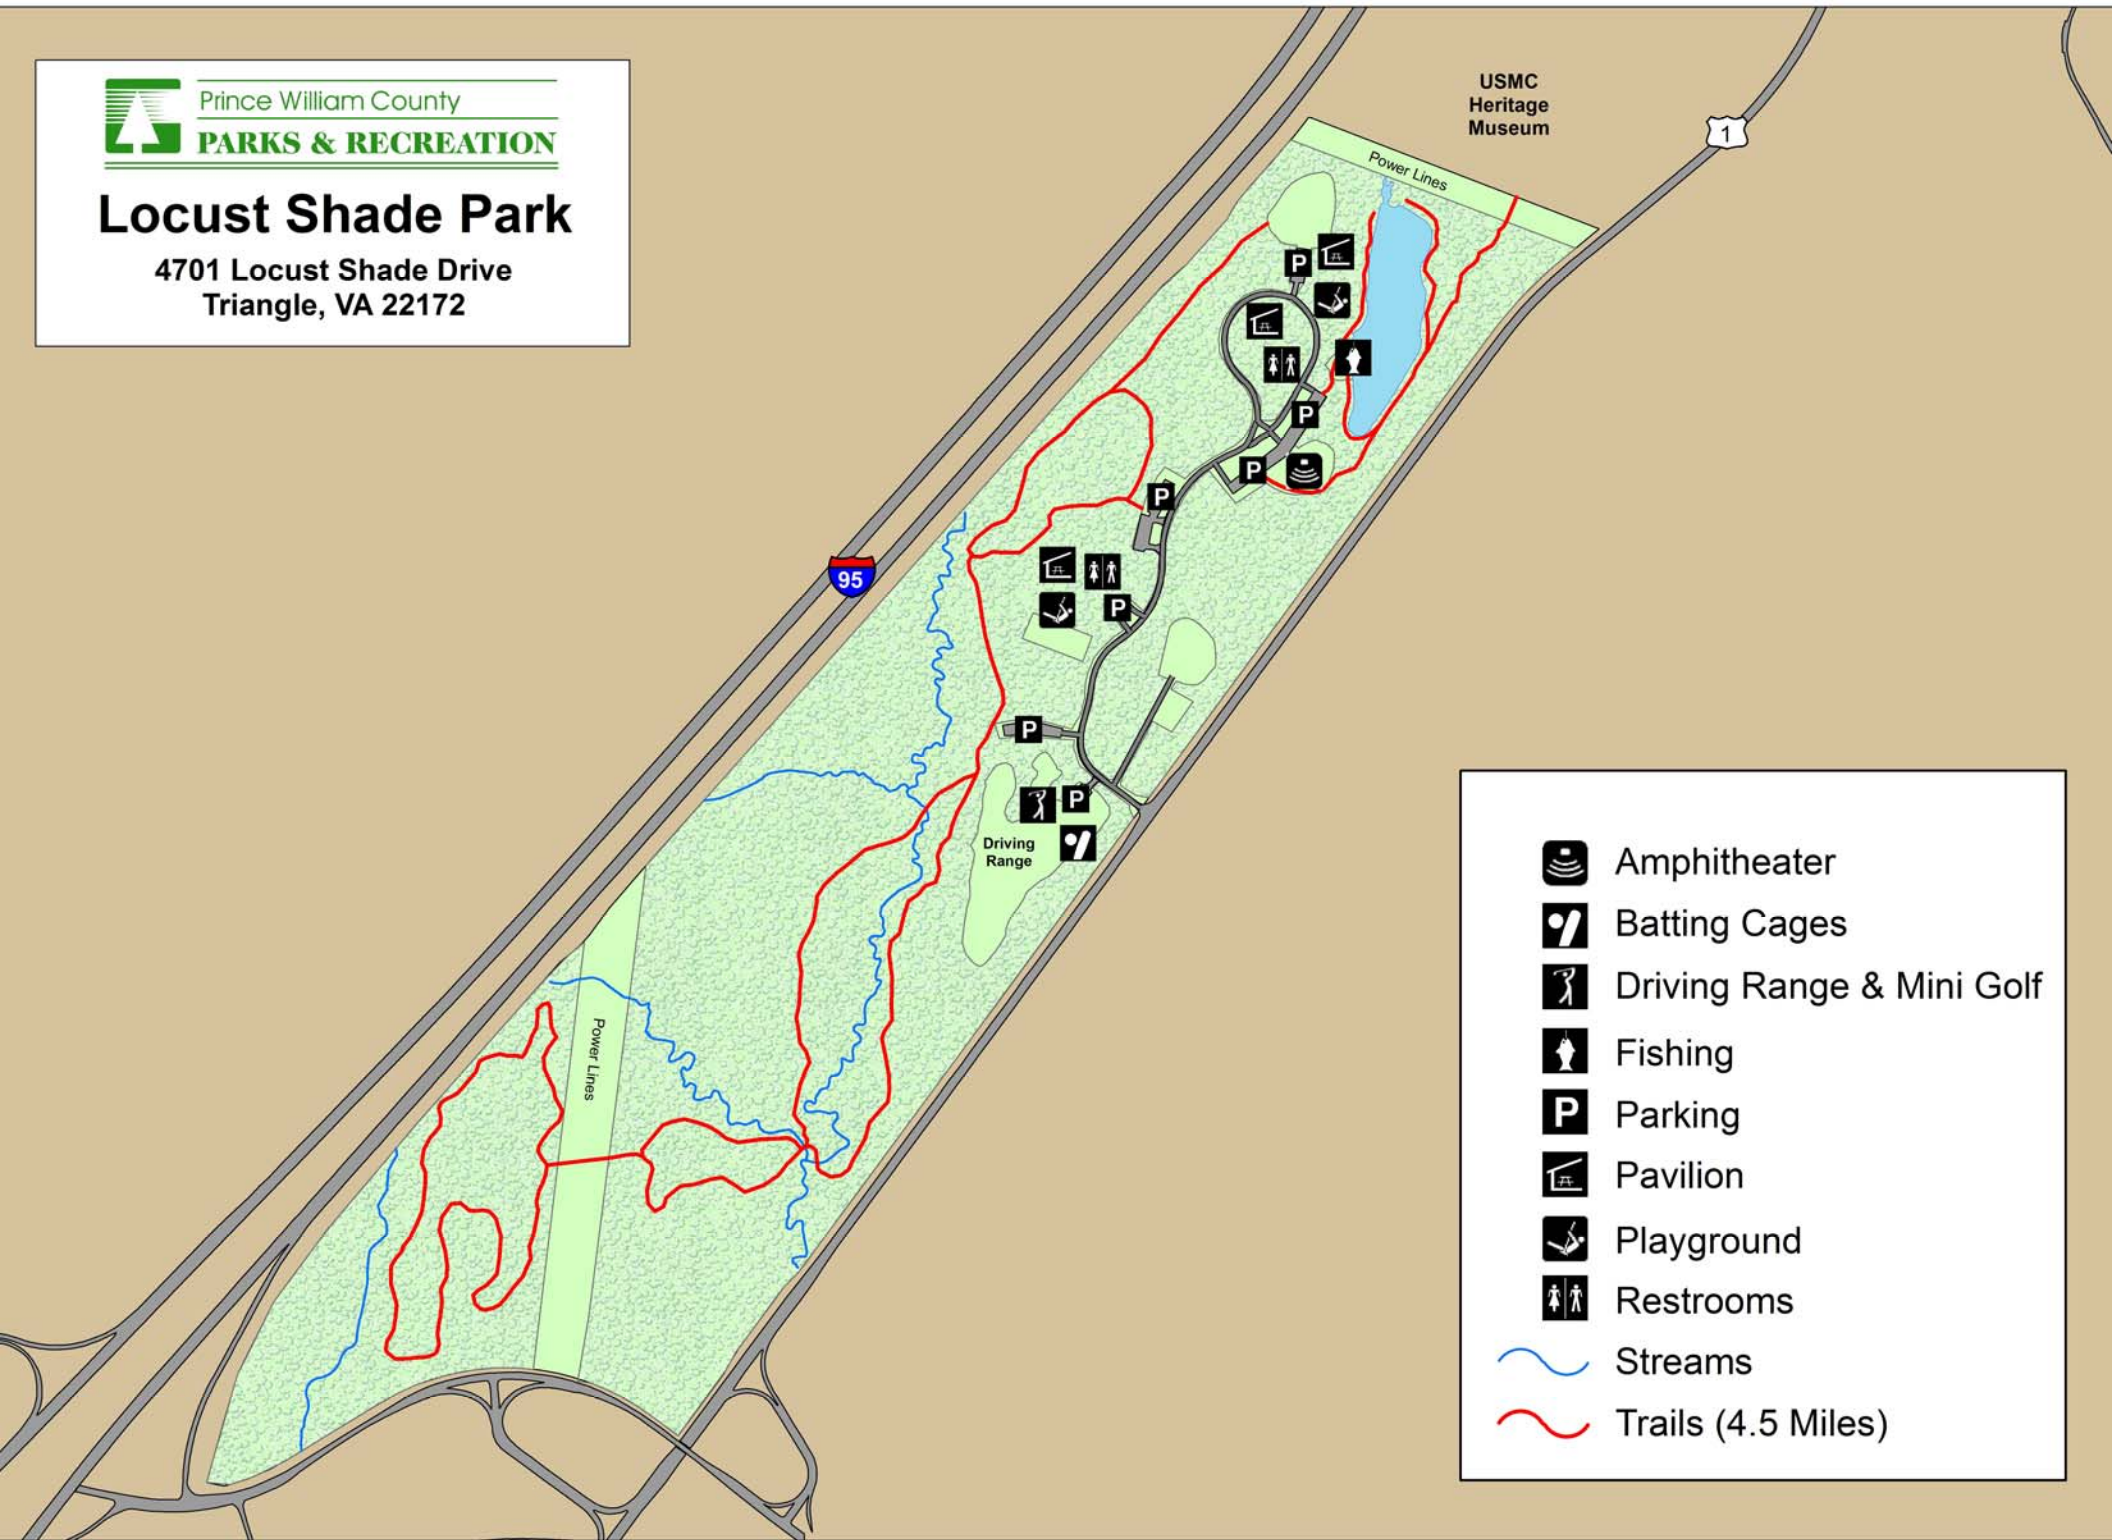 Prince William County
PARKS & RECREATION
Locust Shade Park
4701 Locust Shade Drive
Triangle, VA 22172
USMC
Heritage
Museum
1
Power Lines
P
P
P
P
95
P
P
P
Driving
Range
Power Lines
Amphitheater
Batting Cages
Driving Range & Mini Golf
Fishing
P Parking
Pavilion
Playground
Restrooms
Streams
Trails (4.5 Miles)